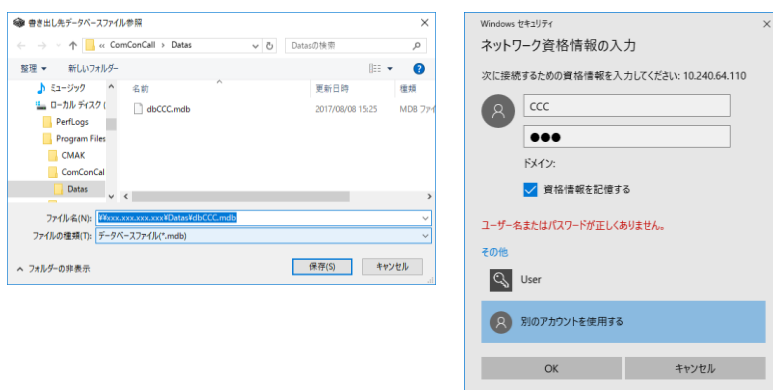 書き出し先データベースファイル参照
« ComConCall › Datas
Datasの検索
整理 新しいフォルダー
ミュージック
ローカル ディスク (
PerfLogs
Program Files
CMAK
ComConCal
Datas
名前 更新日時 種類
dbCCC.mdb 2017/08/08 15:25 MDB ファイ
ファイル名(N): ¥¥xxx.xxx.xxx.xxx¥Datas¥dbCCC.mdb
ファイルの種類(T): データベースファイル(*.mdb)
フォルダーの非表示
保存(S) キャンセル
Windows セキュリティ
ネットワーク資格情報の入力
次に接続するための資格情報を入力してください: 10.240.64.110
CCC
●●●
ドメイン:
資格情報を記憶する
ユーザー名またはパスワードが正しくありません。
その他
User
別のアカウントを使用する
OK キャンセル